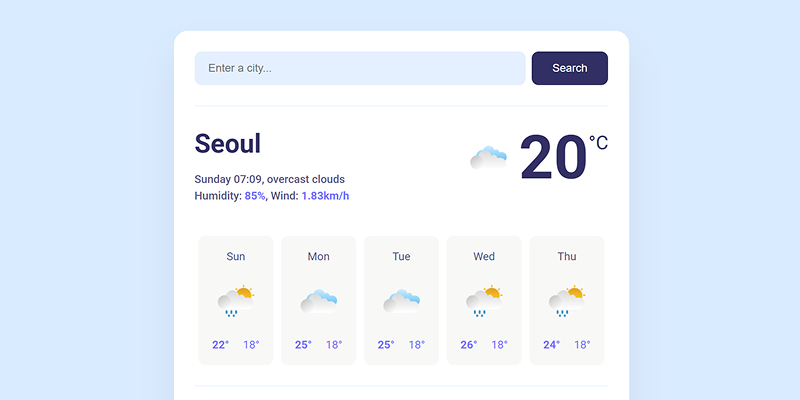 Enter a city...
Search
Seoul
20°C
Sunday 07:09, overcast clouds
Humidity: 85%, Wind: 1.83km/h
Sun Mon Tue Wed Thu
22° 18° 25° 18° 25° 18° 26° 18° 24° 18°